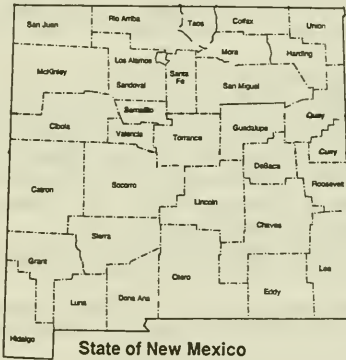 San Juan
Rio Arriba
Taos
Colfax
Union
Los Alamos
Mora
Harding
McKinley
Sandoval
Santa
Fe
San Miguel
Bernalillo
Cibola
Valencia
Torrance
Guadalupe
Quay
Curry
DeBaca
Catron
Socorro
Roosevelt
Lincoln
Chaves
Sierra
Grant
Otero
Lea
Luna
Dona Ana
Eddy
Hidalgo
State of New Mexico